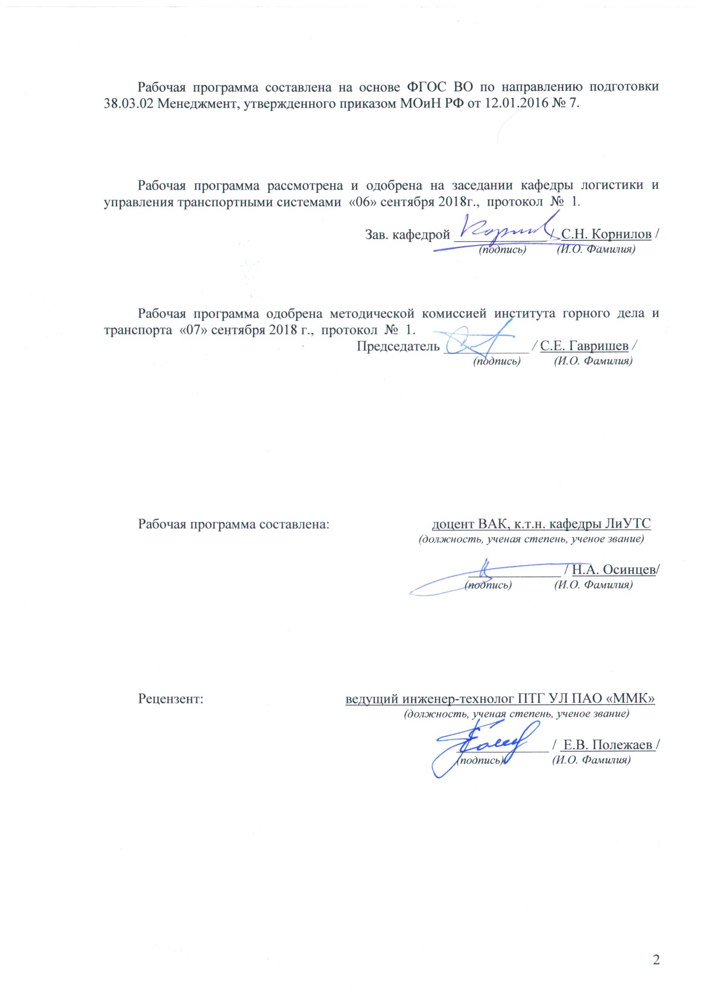 Рабочая программа составлена на основе ФГОС ВО по направлению подготовки
38.03.02 Менеджмент, утвержденного приказом МОиН РФ от 12.01.2016 № 7.
Рабочая программа рассмотрена и одобрена на заседании кафедры логистики и
управления транспортными системами «06» сентября 2018г., протокол № 1.
Зав. кафедрой _____________ / С.Н. Корнилов /
(подпись) (И.О. Фамилия)
Рабочая программа одобрена методической комиссией института горного дела и
транспорта «07» сентября 2018 г., протокол № 1.
Председатель ____________ / С.Е. Гавришев /
(подпись) (И.О. Фамилия)
Рабочая программа составлена: доцент ВАК, к.т.н. кафедры ЛиУТС
(должность, ученая степень, ученое звание)
_____________ / Н.А. Осинцев/
(подпись) (И.О. Фамилия)
Рецензент: ведущий инженер-технолог ПТГ УЛ ПАО «ММК»
(должность, ученая степень, ученое звание)
_____________ / Е.В. Полежаев /
(подпись) (И.О. Фамилия)
2